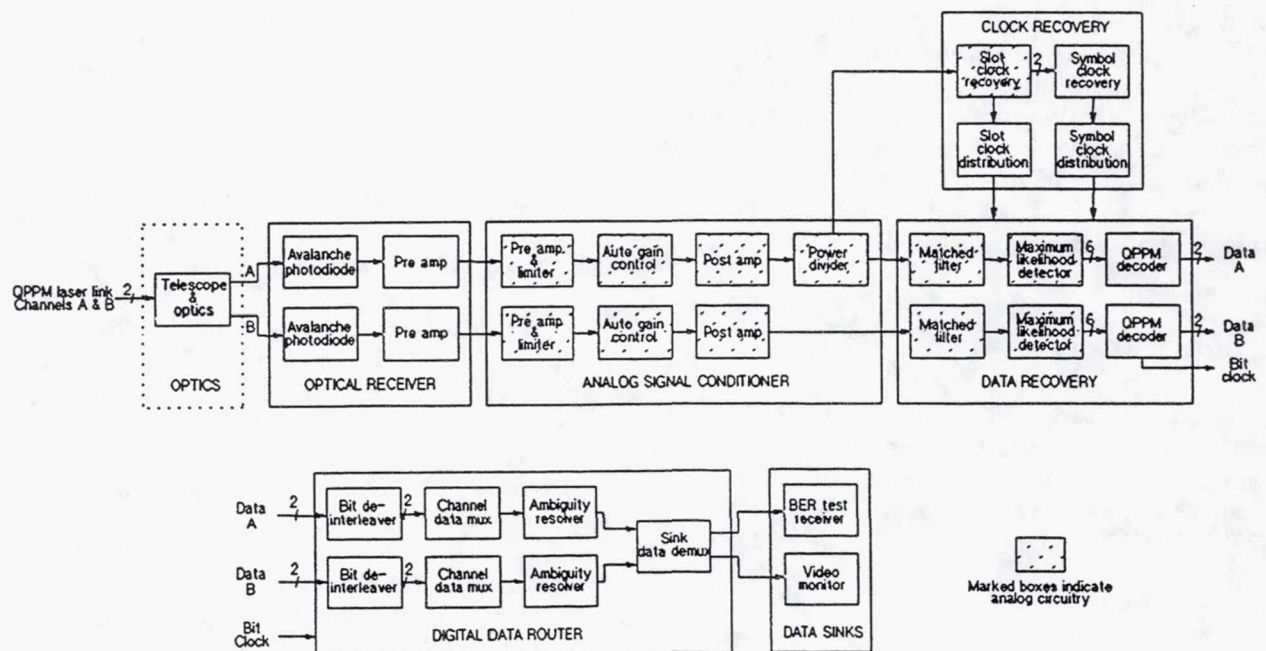 CLOCK RECOVERY
Slot
clock
recovery
2
Symbol
clock
recovery
Slot
clock
distribution
Symbol
clock
distribution
QPPM laser link
Channels A & B
2
Telescope
&
optics
A
B
OPTICS
Avalanche
photodiode
Pre amp
Avalanche
photodiode
Pre amp
OPTICAL RECEIVER
Pre amp
&
limiter
Auto gain
control
Post amp
Power
divider
Pre amp
&
limiter
Auto gain
control
Post amp
ANALOG SIGNAL CONDITIONER
Matched
filter
Maximum
likelihood
detector
6
QPPM
decoder
2
Data
A
Matched
filter
Maximum
likelihood
detector
6
QPPM
decoder
2
Data
B
Bit
clock
DATA RECOVERY
Data
A
2
Bit de-
interleaver
2
Channel
data mux
Ambiguity
resolver
Data
B
2
Bit de-
interleaver
2
Channel
data mux
Ambiguity
resolver
Sink
data demux
Bit
Clock
DIGITAL DATA ROUTER
BER test
receiver
Video
monitor
DATA SINKS
Marked boxes indicate
analog circuitry